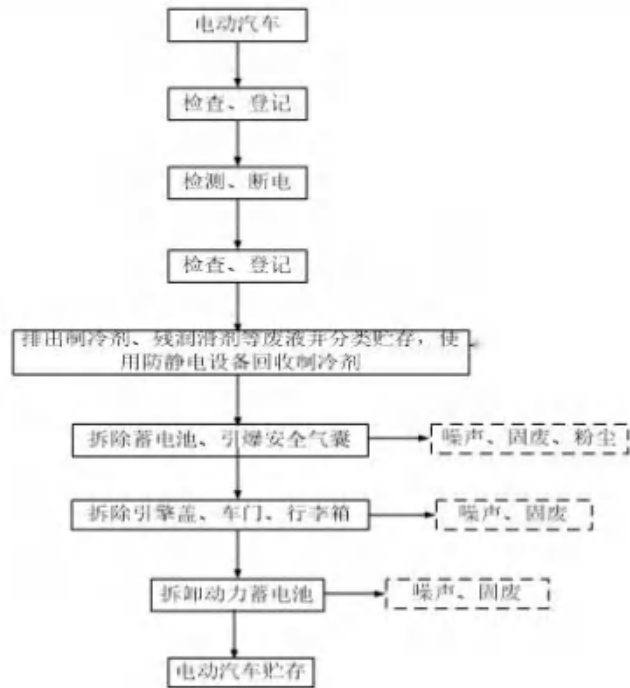 电动汽车
检查、登记
检测、断电
检查、登记
排出制冷剂、残润滑剂等废液并分类贮存，使
用防静电设备回收制冷剂
拆除蓄电池、引爆安全气囊
噪声、固废、粉尘
拆除引擎盖、车门、行李箱
噪声、固废
拆卸动力蓄电池
噪声、固废
电动汽车贮存